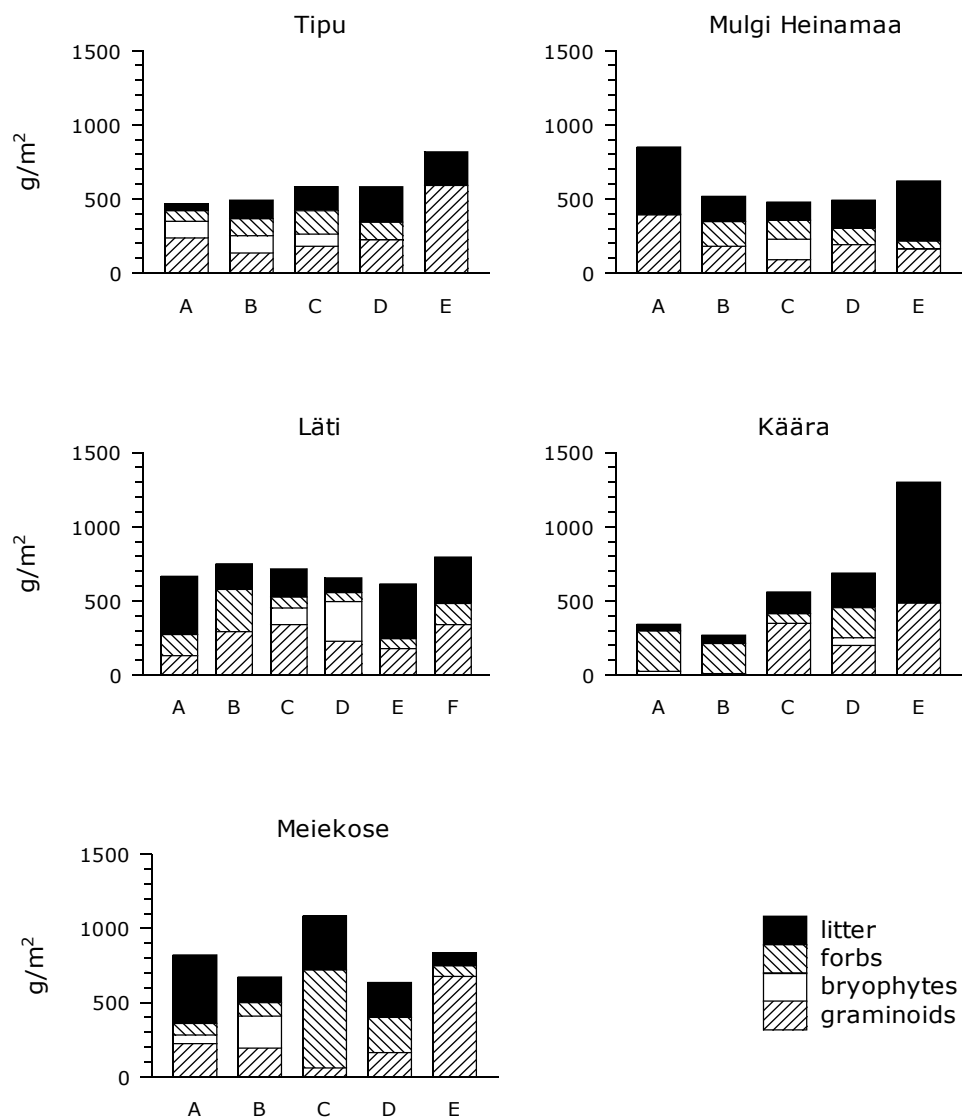 Tipu
Mulgi Heinamaa
1500
1000
500
0
g/m²
A B C D E
1500
1000
500
0
A B C D E
Läti
Käära
1500
1000
500
0
g/m²
A B C D E F
1500
1000
500
0
A B C D E
Meiekose
1500
1000
500
0
g/m²
A B C D E
litter
forbs
bryophytes
graminoids